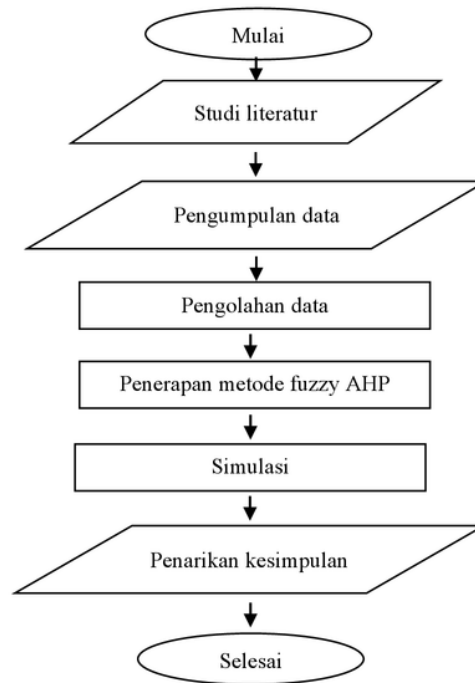 Mulai
Studi literatur
Pengumpulan data
Pengolahan data
Penerapan metode fuzzy AHP
Simulasi
Penarikan kesimpulan
Selesai